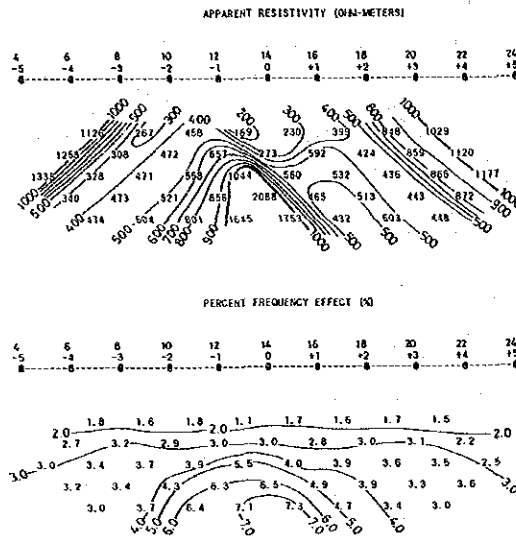 APPARENT RESISTIVITY (OHM-METERS)
4 6 8 10 12 14 16 18 20 22 24
-5 -4 -3 -2 -1 0 +1 +2 +3 +4 +5
1000 500 300 400 200 300 400 500 600 1000
1126 267 458 169 230 399 818 1029
1253 308 472 657 273 592 424 859 1120
1335 328 471 558 1044 560 532 436 866 1177
1000 340 473 521 856 2088 465 513 443 872 900
500 474 504 801 1645 1753 432 603 448 500
400 500 600 700 800 900 1000 500 500 500
PERCENT FREQUENCY EFFECT (%)
4 6 8 10 12 14 16 18 20 22 24
-5 -4 -3 -2 -1 0 +1 +2 +3 +4 +5
1.8 1.6 1.8 1.1 1.7 1.6 1.7 1.5
2.0 2.0 2.0
2.7 3.2 2.9 3.0 3.0 2.8 3.0 3.1 2.2
3.0 3.0 3.4 3.7 3.9 5.5 4.0 3.9 3.6 3.5 2.5 3.0
3.2 3.4 4.3 6.3 6.5 4.9 3.9 3.3 3.6
3.0 3.7 6.4 7.1 7.3 4.7 3.4 3.0
4.0 5.0 6.0 7.0 7.0 6.0 5.0 4.0